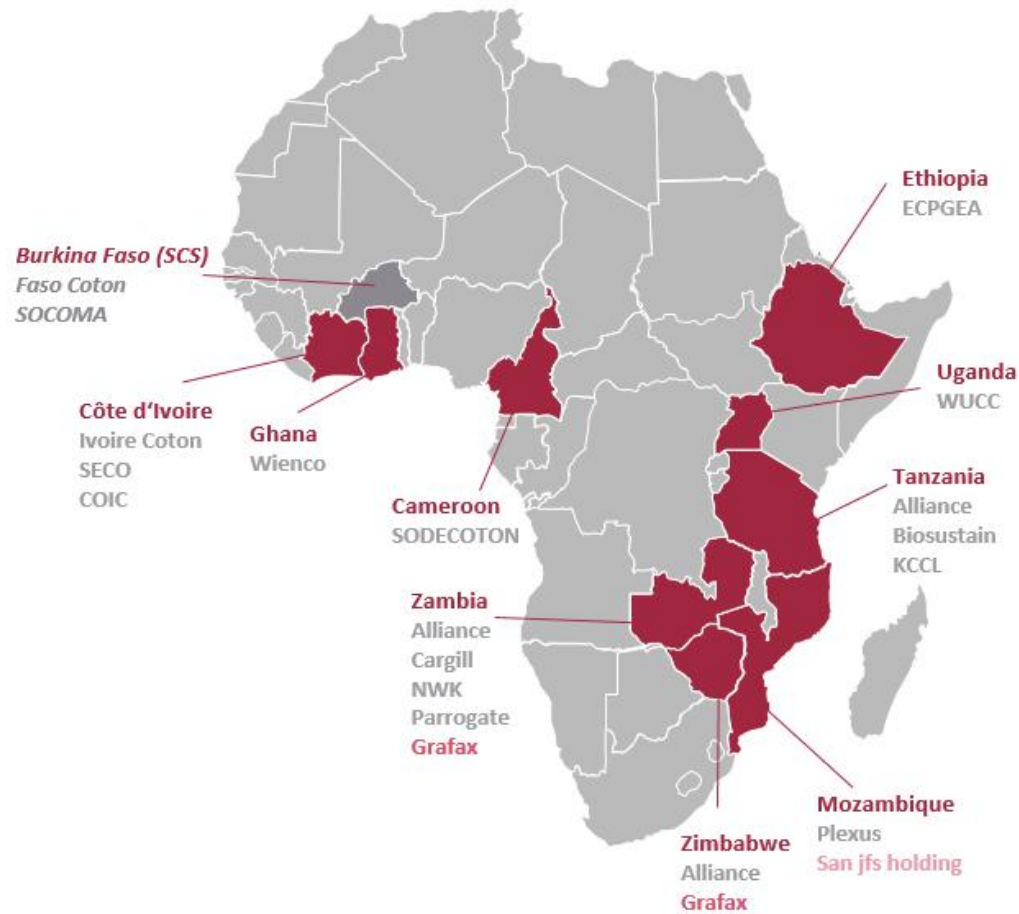 Ethiopia
ECPGEA
Burkina Faso (SCS)
Faso Coton
SOCOMA
Uganda
WUCC
Côte d‘Ivoire
Ivoire Coton
SECO
COIC
Ghana
Wienco
Tanzania
Alliance
Biosustain
KCCL
Cameroon
SODECOTON
Zambia
Alliance
Cargill
NWK
Parrogate
Grafax
Mozambique
Plexus
San jfs holding
Zimbabwe
Alliance
Grafax